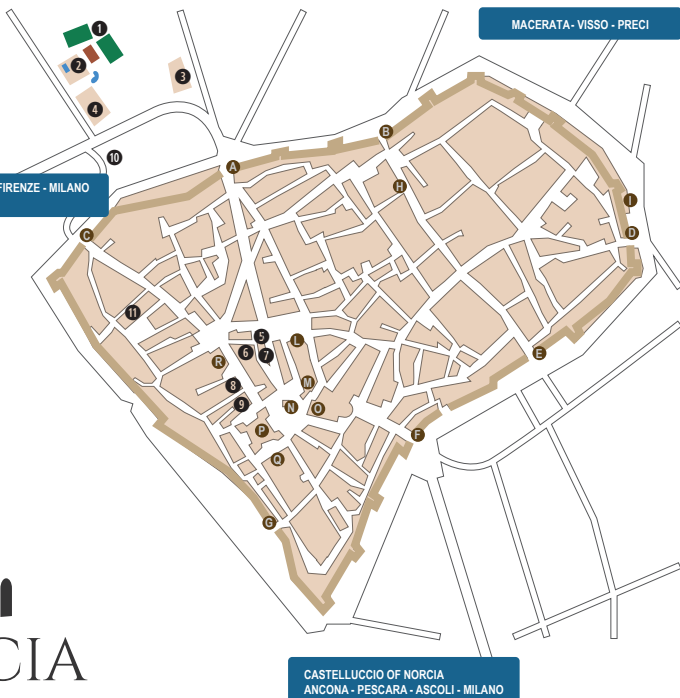 1
MACERATA- VISSO - PRECI
2
3
4
B
10
A
FIRENZE - MILANO
H
I
C
D
11
5
L
6
7
E
R
8
M
9
N
O
P
F
Q
G
CIA
CASTELLUCCIO OF NORCIA
ANCONA - PESCARA - ASCOLI - MILANO